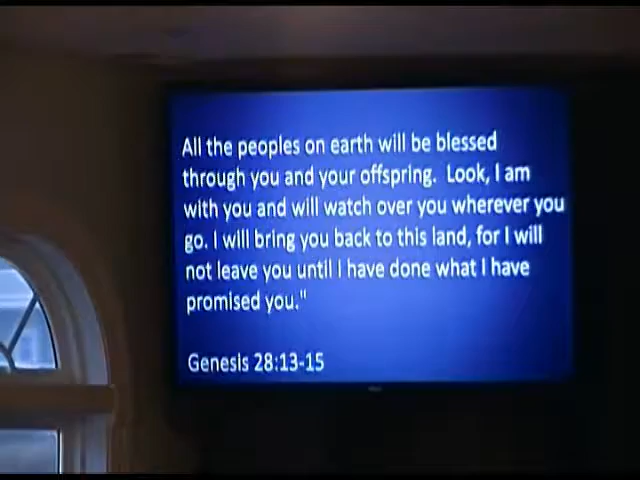 All the peoples on earth will be blessed
through you and your offspring.  Look, I am
with you and will watch over you wherever you
go. I will bring you back to this land, for I will
not leave you until I have done what I have
promised you."
Genesis 28:13-15